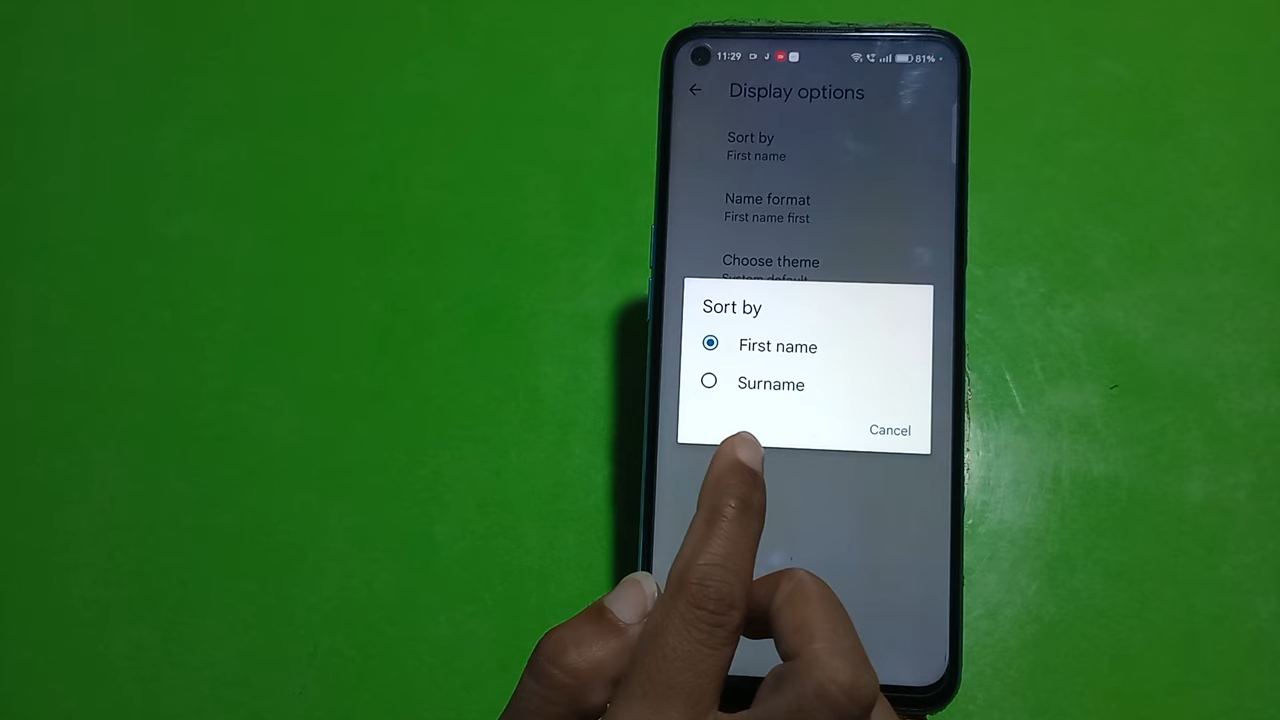 11:29 J 81%
Display options
Sort by
First name
Name format
First name first
Choose theme
System default
Sort by
First name
Surname
Cancel